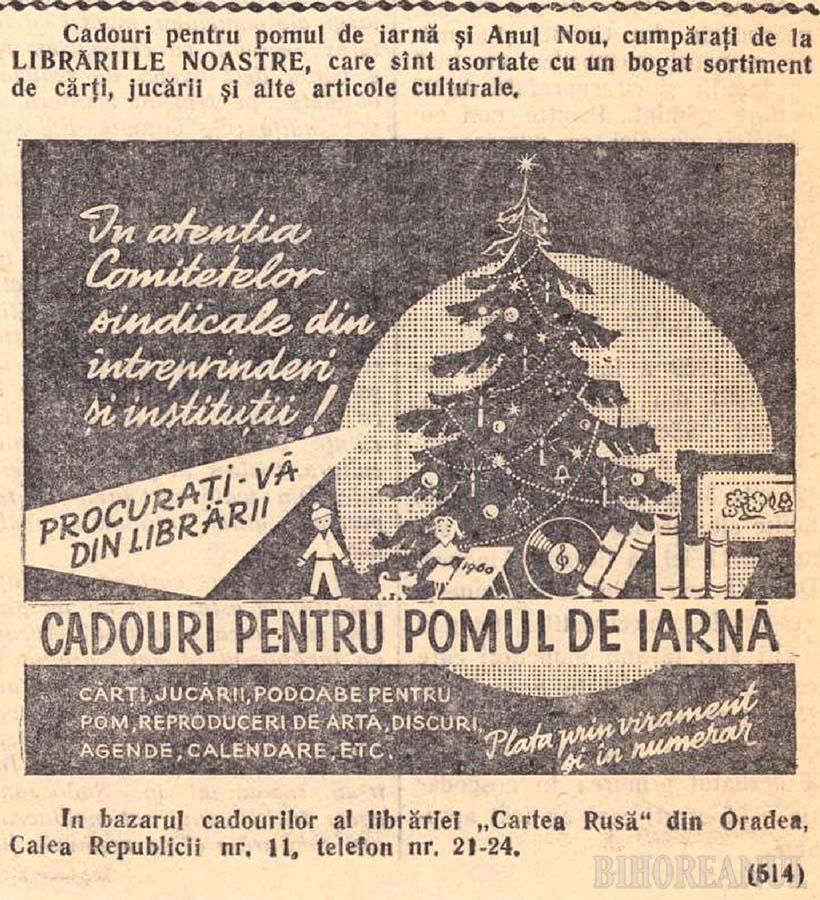 Cadouri pentru pomul de iarnă și Anul Nou, cumpărați de la
LIBRĂRIILE NOASTRE, care sînt asortate cu un bogat sortiment
de cărți, jucării și alte articole culturale.
In atenția
Comitetelor
sindicale din
întreprinderi
și instituții!
PROCURAȚI-VĂ
DIN LIBRĂRII
1960
CADOURI PENTRU POMUL DE IARNĂ
CĂRȚI, JUCĂRII, PODOABE PENTRU
POM, REPRODUCERI DE ARTĂ, DISCURI,
AGENDE, CALENDARE, ETC.
Plata prin virament
și în numerar
In bazarul cadourilor al librăriei „Cartea Rusă“ din Oradea,
Calea Republicii nr. 11, telefon nr. 21-24.
(514)
BIHOREANUL